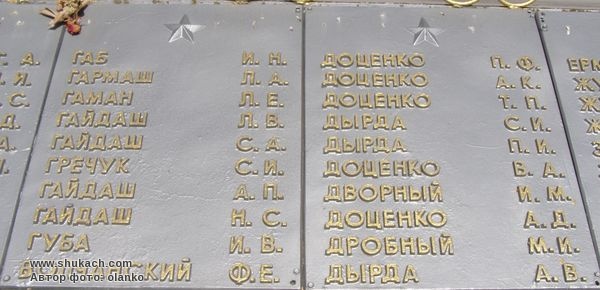 ГАБ И. Н.
ГАРМАШ Л. А.
ГАМАН Л. Е.
ГАЙДАШ Л. В.
ГАЙДАШ С. А.
ГРЕЧУК С. И.
ГАЙДАШ А. П.
ГАЙДАШ Н. С.
ГУБА И. В.
ВОЛЧАНСКИЙ Ф. Е.
ДОЦЕНКО П. Ф.
ДОЦЕНКО А. К.
ДОЦЕНКО Т. П.
ДЫРДА С. И.
ДЫРДА П. И.
ДОЦЕНКО В. А.
ДВОРНЫЙ И. М.
ДОЦЕНКО А. Д.
ДРОБНЫЙ М. И.
ДЫРДА А. В.
www.shukach.com
Автор фото- olanko